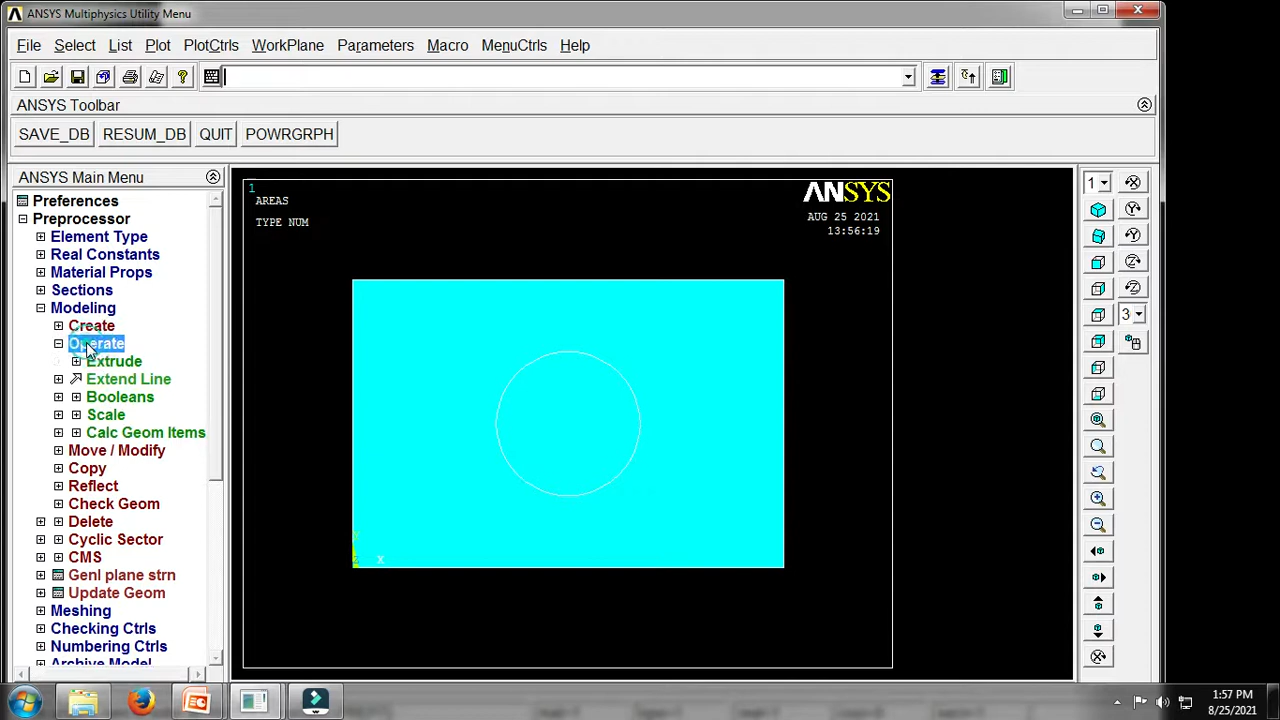 ANSYS Multiphysics Utility Menu
File Select List Plot PlotCtrls WorkPlane Parameters Macro MenuCtrls Help
ANSYS Toolbar
SAVE_DB RESUM_DB QUIT POWRGRPH
ANSYS Main Menu
Preferences
Preprocessor
Element Type
Real Constants
Material Props
Sections
Modeling
Create
Operate
Extrude
Extend Line
Booleans
Scale
Calc Geom Items
Move / Modify
Copy
Reflect
Check Geom
Delete
Cyclic Sector
CMS
Genl plane strn
Update Geom
Meshing
Checking Ctrls
Numbering Ctrls
Archive Model
1
AREAS
TYPE NUM
ANSYS
AUG 25 2021
13:56:19
Y
Z X
1
3
1:57 PM
8/25/2021